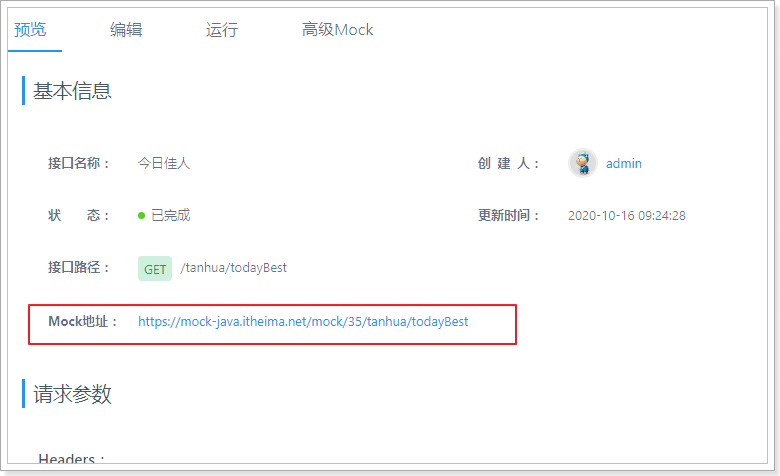 预览 编辑 运行 高级Mock
基本信息
接口名称： 今日佳人 创 建 人： admin
状 态： 已完成 更新时间： 2020-10-16 09:24:28
接口路径： GET /tanhua/todayBest
Mock地址： https://mock-java.itheima.net/mock/35/tanhua/todayBest
请求参数
Headers：